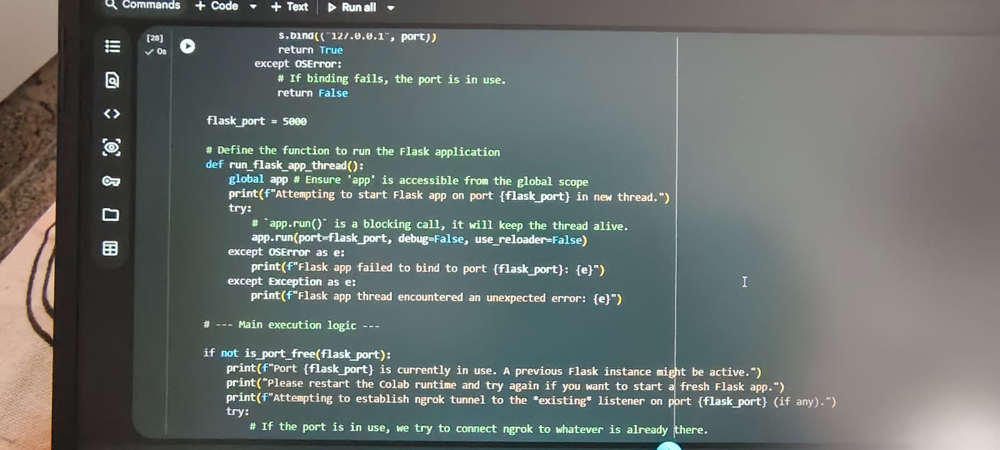 Commands + Code + Text Run all
[28]
0s
s.bind(("127.0.0.1", port))
return True
except OSError:
# If binding fails, the port is in use.
return False
flask_port = 5000
# Define the function to run the Flask application
def run_flask_app_thread():
global app # Ensure 'app' is accessible from the global scope
print(f"Attempting to start Flask app on port {flask_port} in new thread.")
try:
# `app.run()` is a blocking call, it will keep the thread alive.
app.run(port=flask_port, debug=False, use_reloader=False)
except OSError as e:
print(f"Flask app failed to bind to port {flask_port}: {e}")
except Exception as e:
print(f"Flask app thread encountered an unexpected error: {e}")
# --- Main execution logic ---
if not is_port_free(flask_port):
print(f"Port {flask_port} is currently in use. A previous Flask instance might be active.")
print("Please restart the Colab runtime and try again if you want to start a fresh Flask app.")
print(f"Attempting to establish ngrok tunnel to the *existing* listener on port {flask_port} (if any).")
try:
# If the port is in use, we try to connect ngrok to whatever is already there.